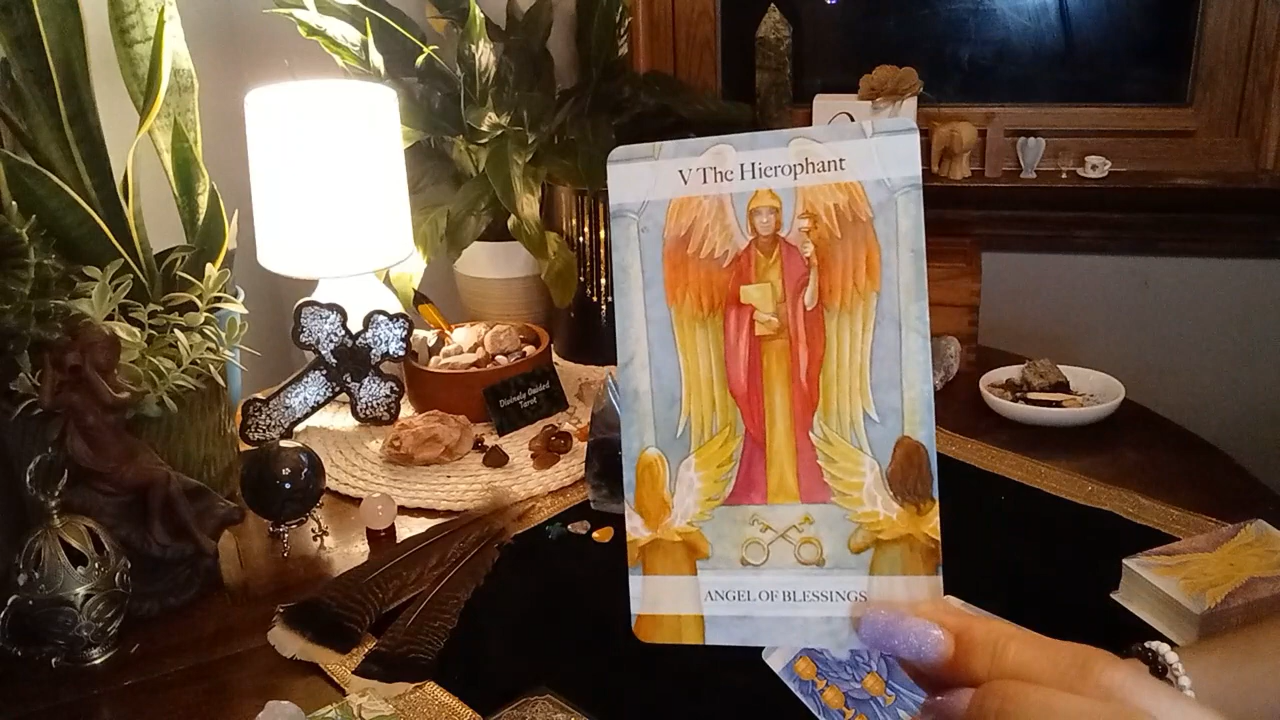 V The Hierophant
Divinely Guided
Tarot
ANGEL OF BLESSINGS